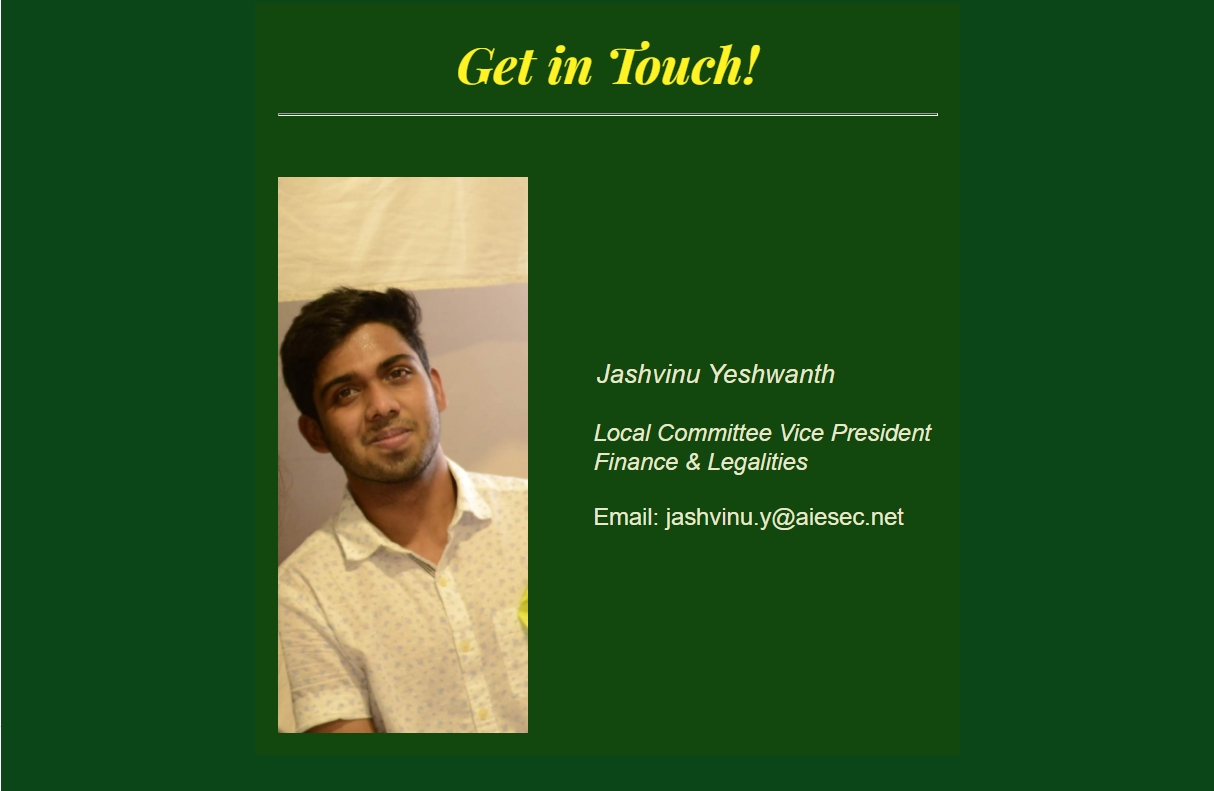 Get in Touch!
Jashvinu Yeshwanth
Local Committee Vice President
Finance & Legalities
Email: jashvinu.y@aiesec.net